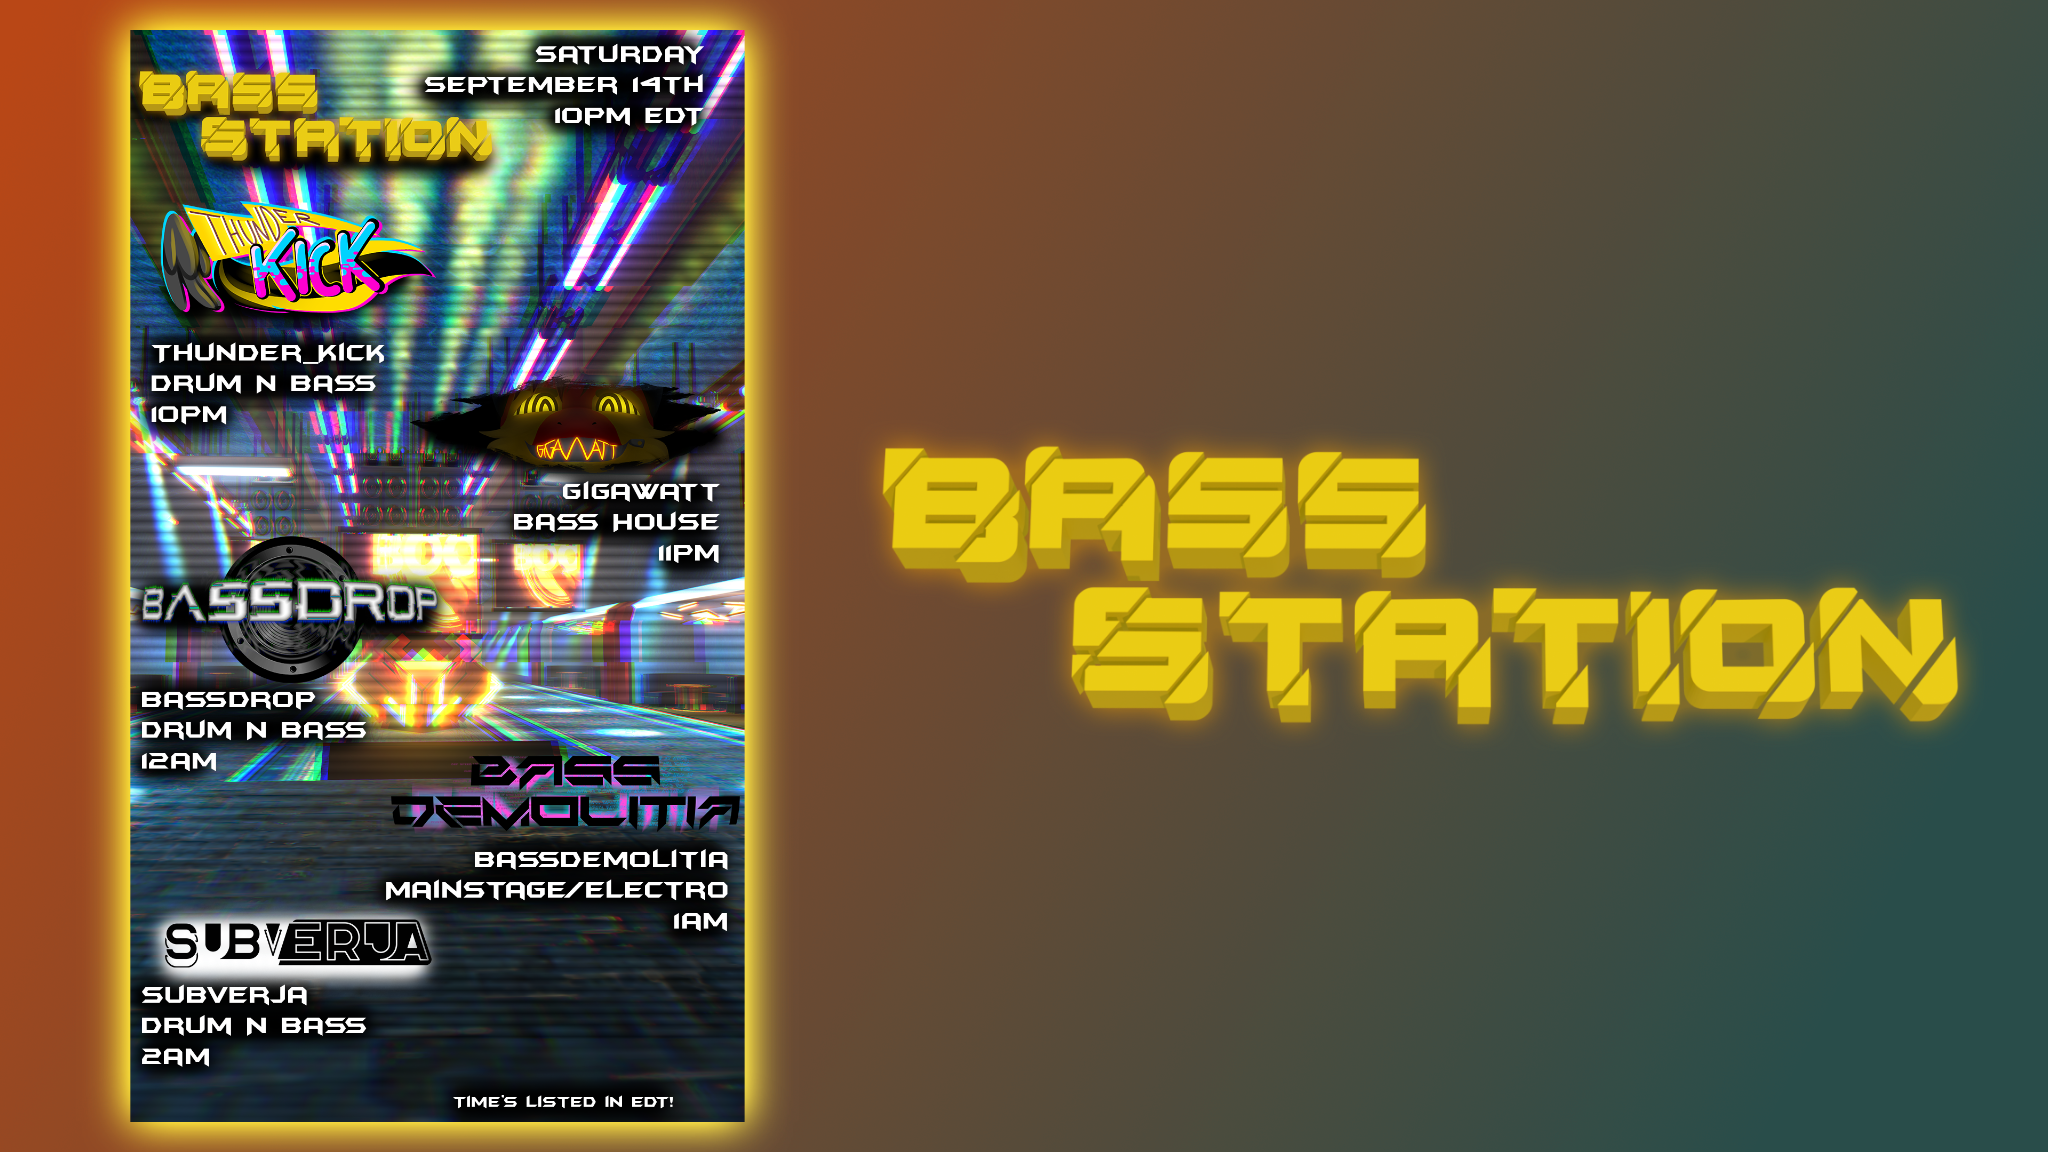 BASS
STATION
SATURDAY
SEPTEMBER 14TH
10PM EDT
THUNDER
KICK
THUNDER_KICK
DRUM N BASS
10PM
GIGAWATT
GIGAWATT
BASS HOUSE
11PM
BASSDROP
BASSDROP
DRUM N BASS
12AM
BASS
DEMOLITIA
BASSDEMOLITIA
MAINSTAGE/ELECTRO
1AM
SUBVERJA
SUBVERJA
DRUM N BASS
2AM
TIME'S LISTED IN EDT!
BASS
STATION